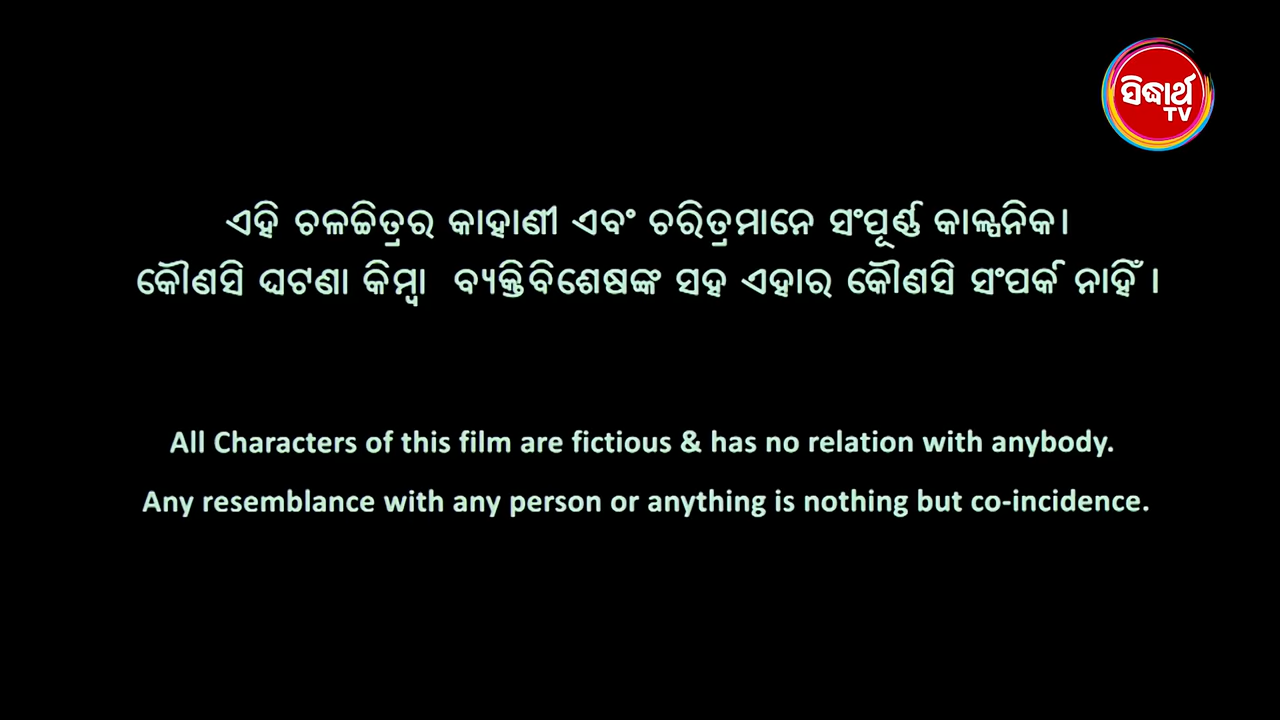 ସିଦ୍ଧାର୍ଥ
TV
ଏହି ଚଳଚ୍ଚିତ୍ରର କାହାଣୀ ଏବଂ ଚରିତ୍ରମାନେ ସଂପୂର୍ଣ୍ଣ କାଳ୍ପନିକ।
କୌଣସି ଘଟଣା କିମ୍ବା ବ୍ୟକ୍ତିବିଶେଷଙ୍କ ସହ ଏହାର କୌଣସି ସଂପର୍କ ନାହିଁ ।
All Characters of this film are fictious & has no relation with anybody.
Any resemblance with any person or anything is nothing but co-incidence.